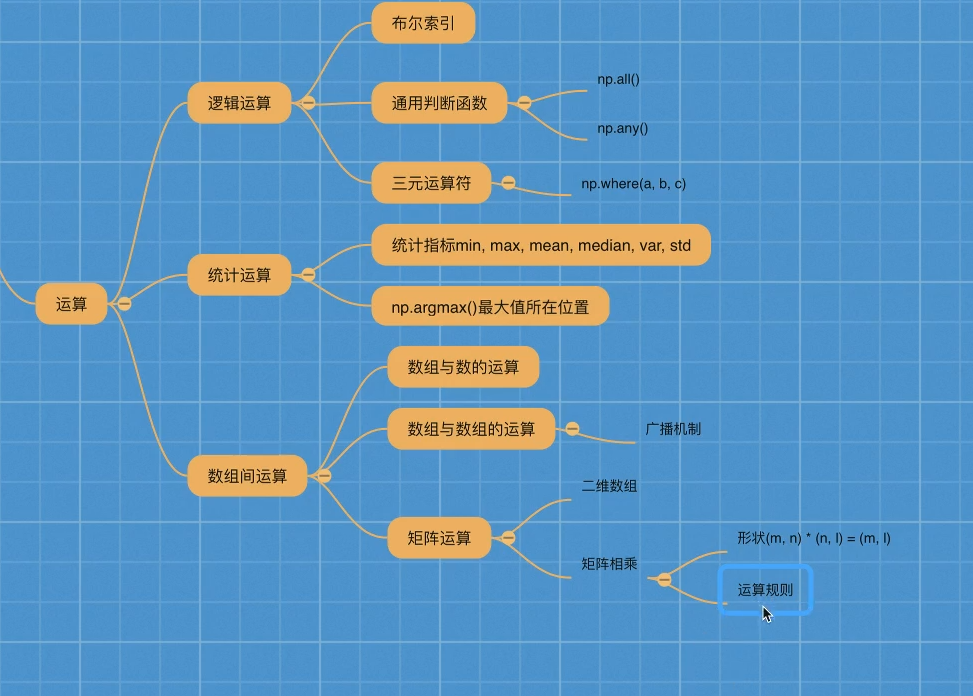 运算
逻辑运算
布尔索引
通用判断函数
np.all()
np.any()
三元运算符
np.where(a, b, c)
统计运算
统计指标min, max, mean, median, var, std
np.argmax()最大值所在位置
数组间运算
数组与数的运算
数组与数组的运算
广播机制
矩阵运算
二维数组
矩阵相乘
形状(m, n) * (n, l) = (m, l)
运算规则